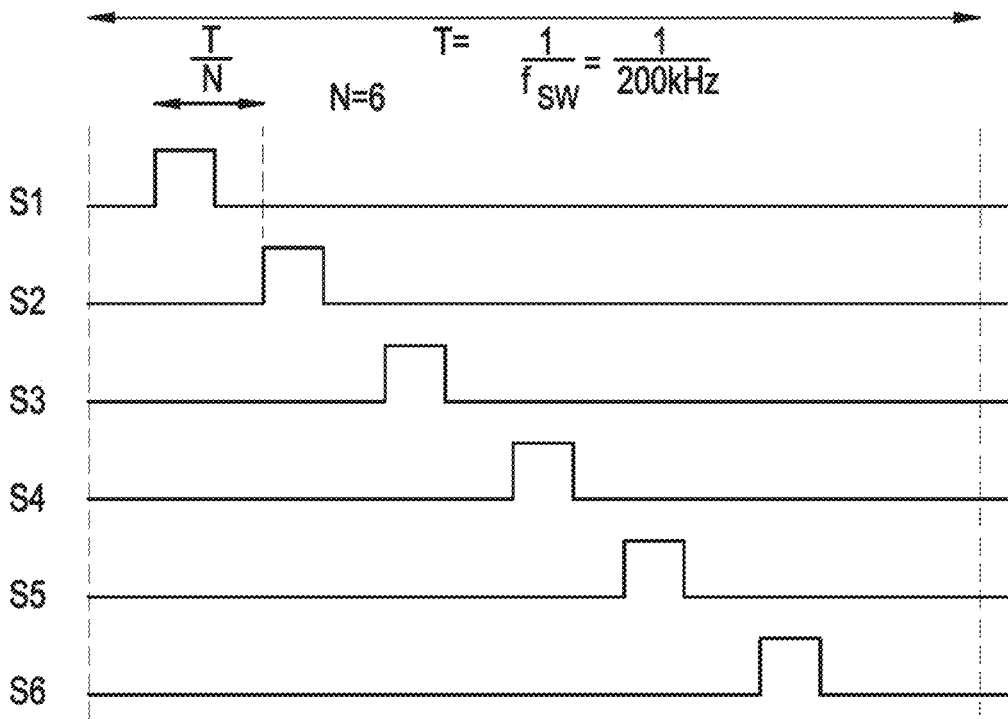 T/N
T= 1/f_SW = 1/200kHz
N=6
S1
S2
S3
S4
S5
S6